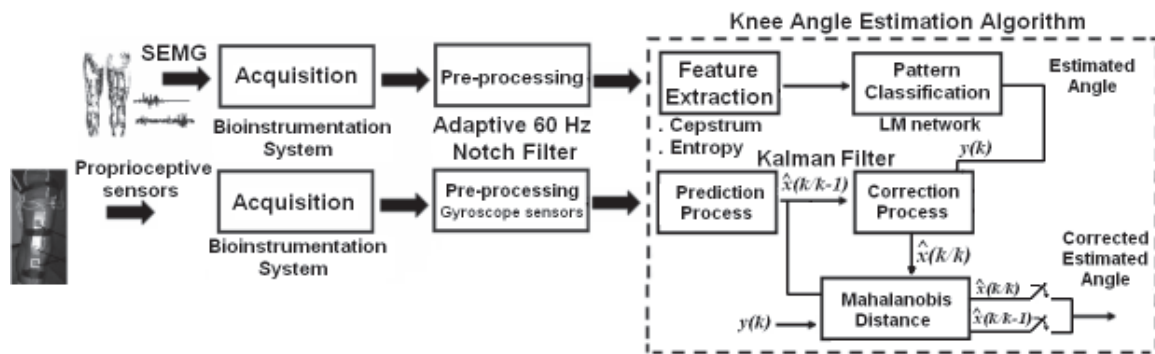 Knee Angle Estimation Algorithm
SEMG
Acquisition
Bioinstrumentation
System
Pre-processing
Adaptive 60 Hz
Notch Filter
Feature
Extraction
. Cepstrum
. Entropy
Pattern
Classification
LM network
Estimated
Angle
y(k)
Proprioceptive
sensors
Acquisition
Bioinstrumentation
System
Pre-processing
Gyroscope sensors
Kalman Filter
Prediction
Process
x̂(k/k-1)
Correction
Process
x̂(k/k)
Mahalanobis
Distance
y(k)
x̂(k/k)
x̂(k/k-1)
Corrected
Estimated
Angle